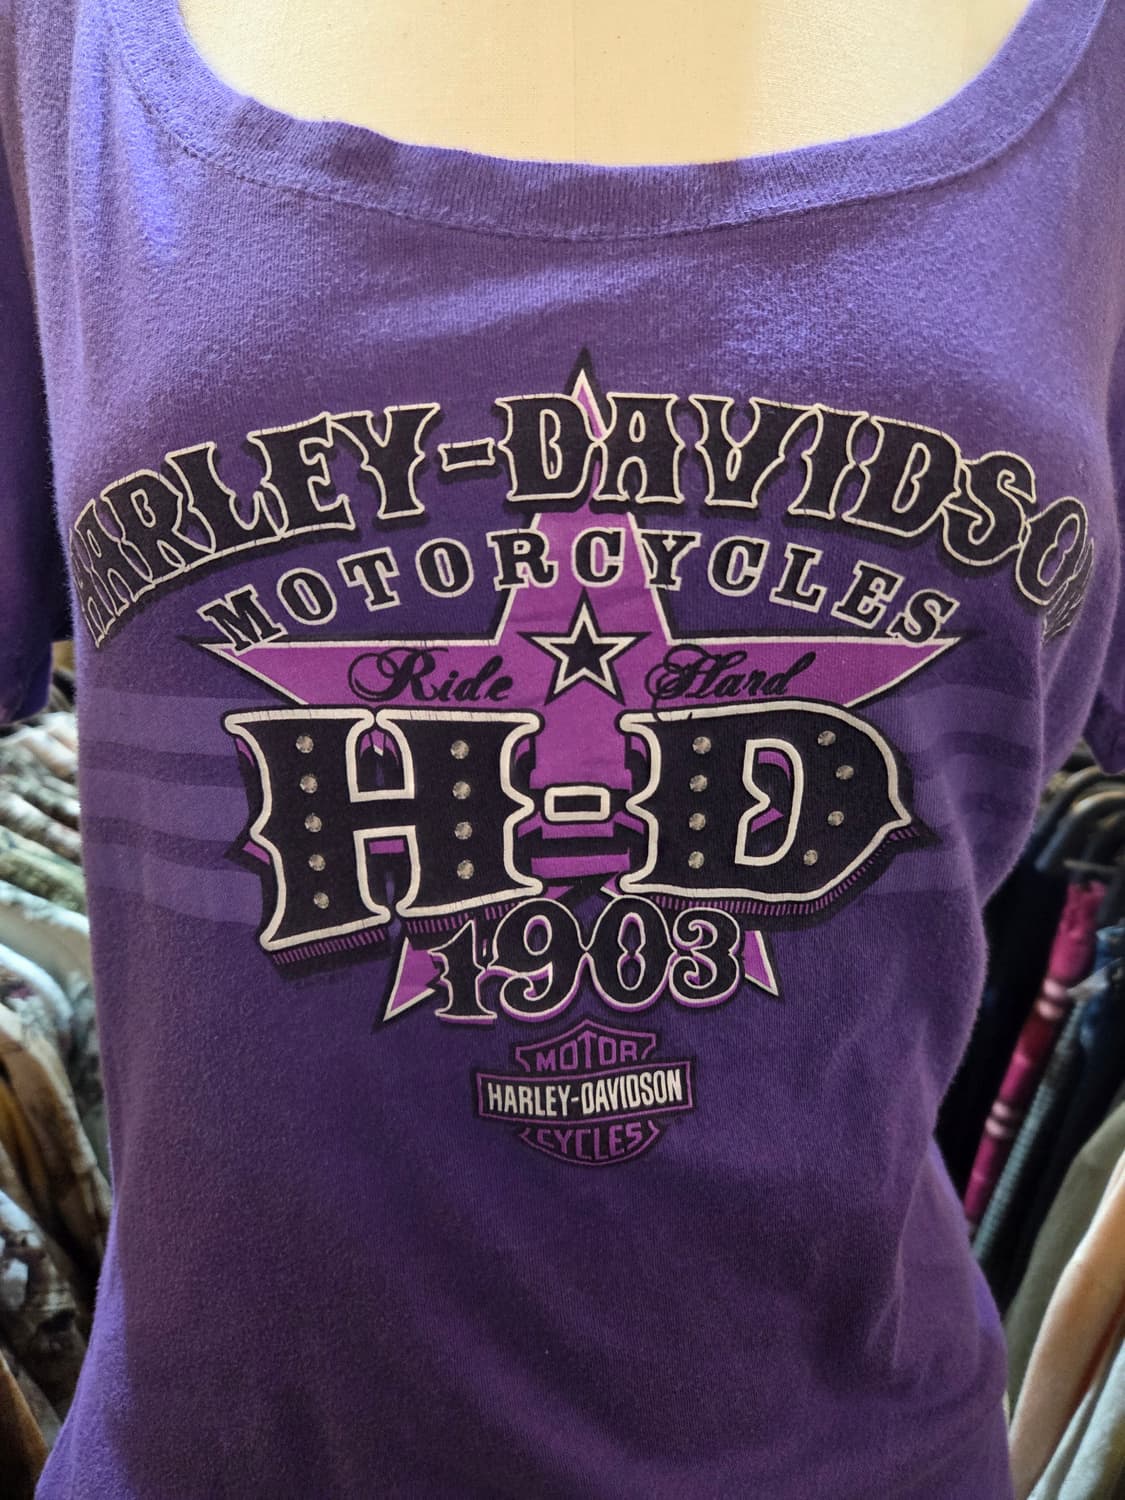 HARLEY-DAVIDSON
MOTORCYCLES
Ride Hard
H-D
1903
MOTOR
HARLEY-DAVIDSON
CYCLES